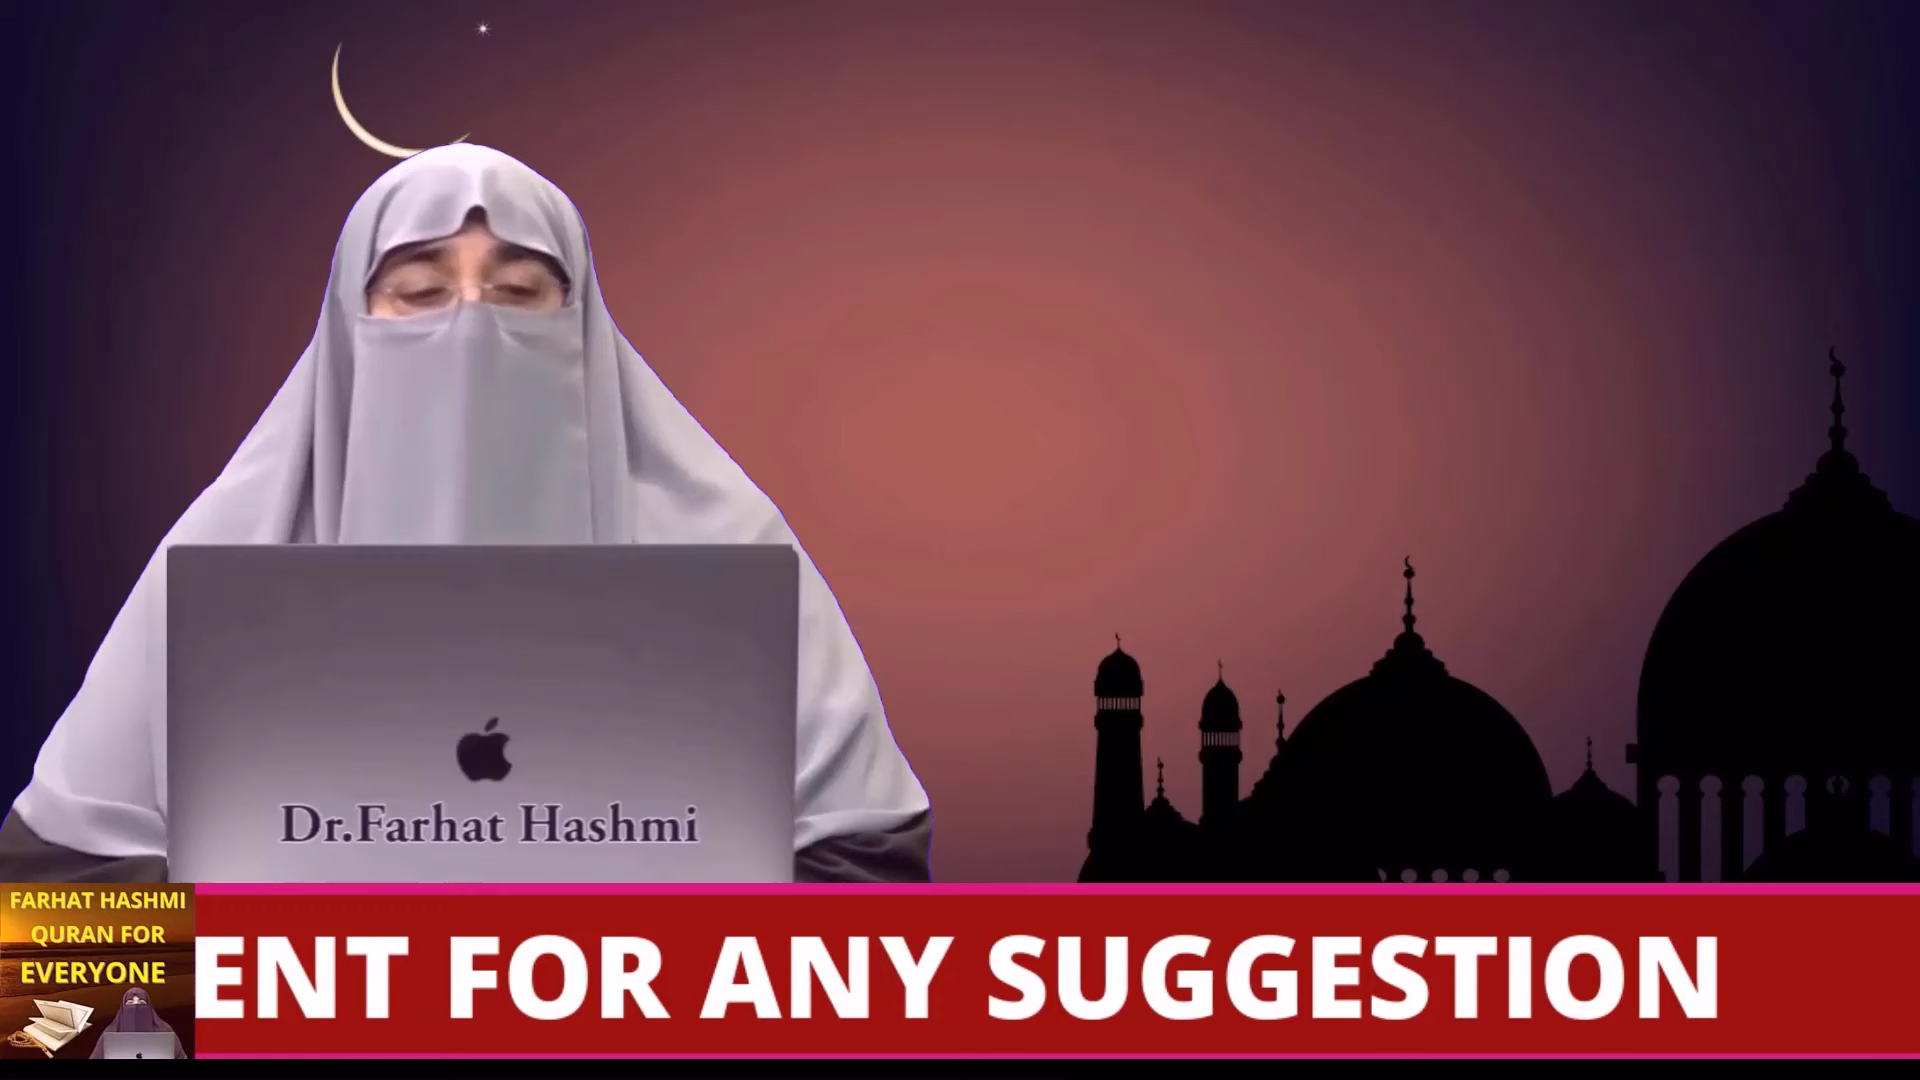 Dr.Farhat Hashmi
FARHAT HASHMI
QURAN FOR
EVERYONE
ENT FOR ANY SUGGESTION